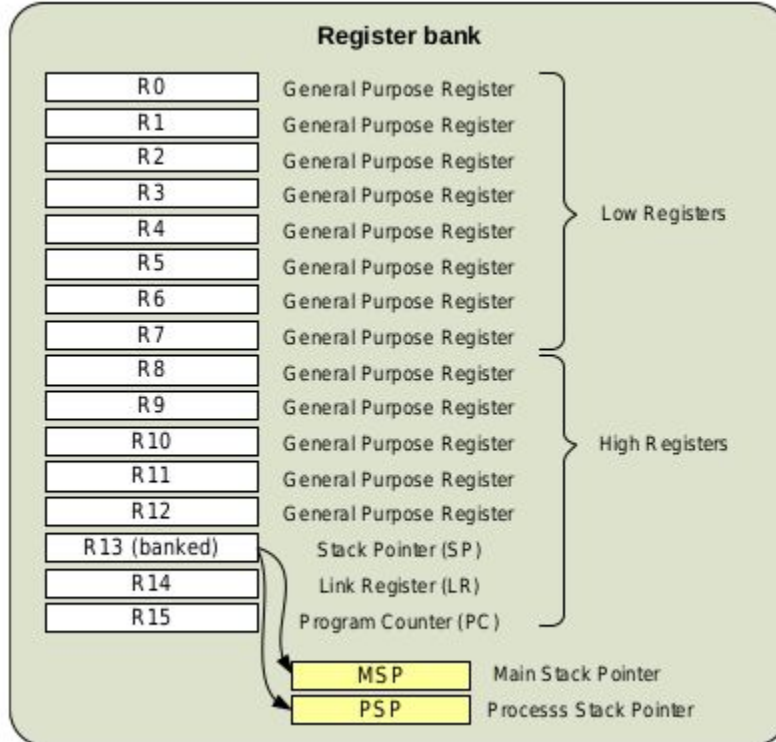 Register bank
R0 General Purpose Register
R1 General Purpose Register
R2 General Purpose Register
R3 General Purpose Register
R4 General Purpose Register
R5 General Purpose Register
R6 General Purpose Register
R7 General Purpose Register
Low Registers
R8 General Purpose Register
R9 General Purpose Register
R10 General Purpose Register
R11 General Purpose Register
R12 General Purpose Register
High Registers
R13 (banked) Stack Pointer (SP)
R14 Link Register (LR)
R15 Program Counter (PC)
MSP Main Stack Pointer
PSP Processs Stack Pointer